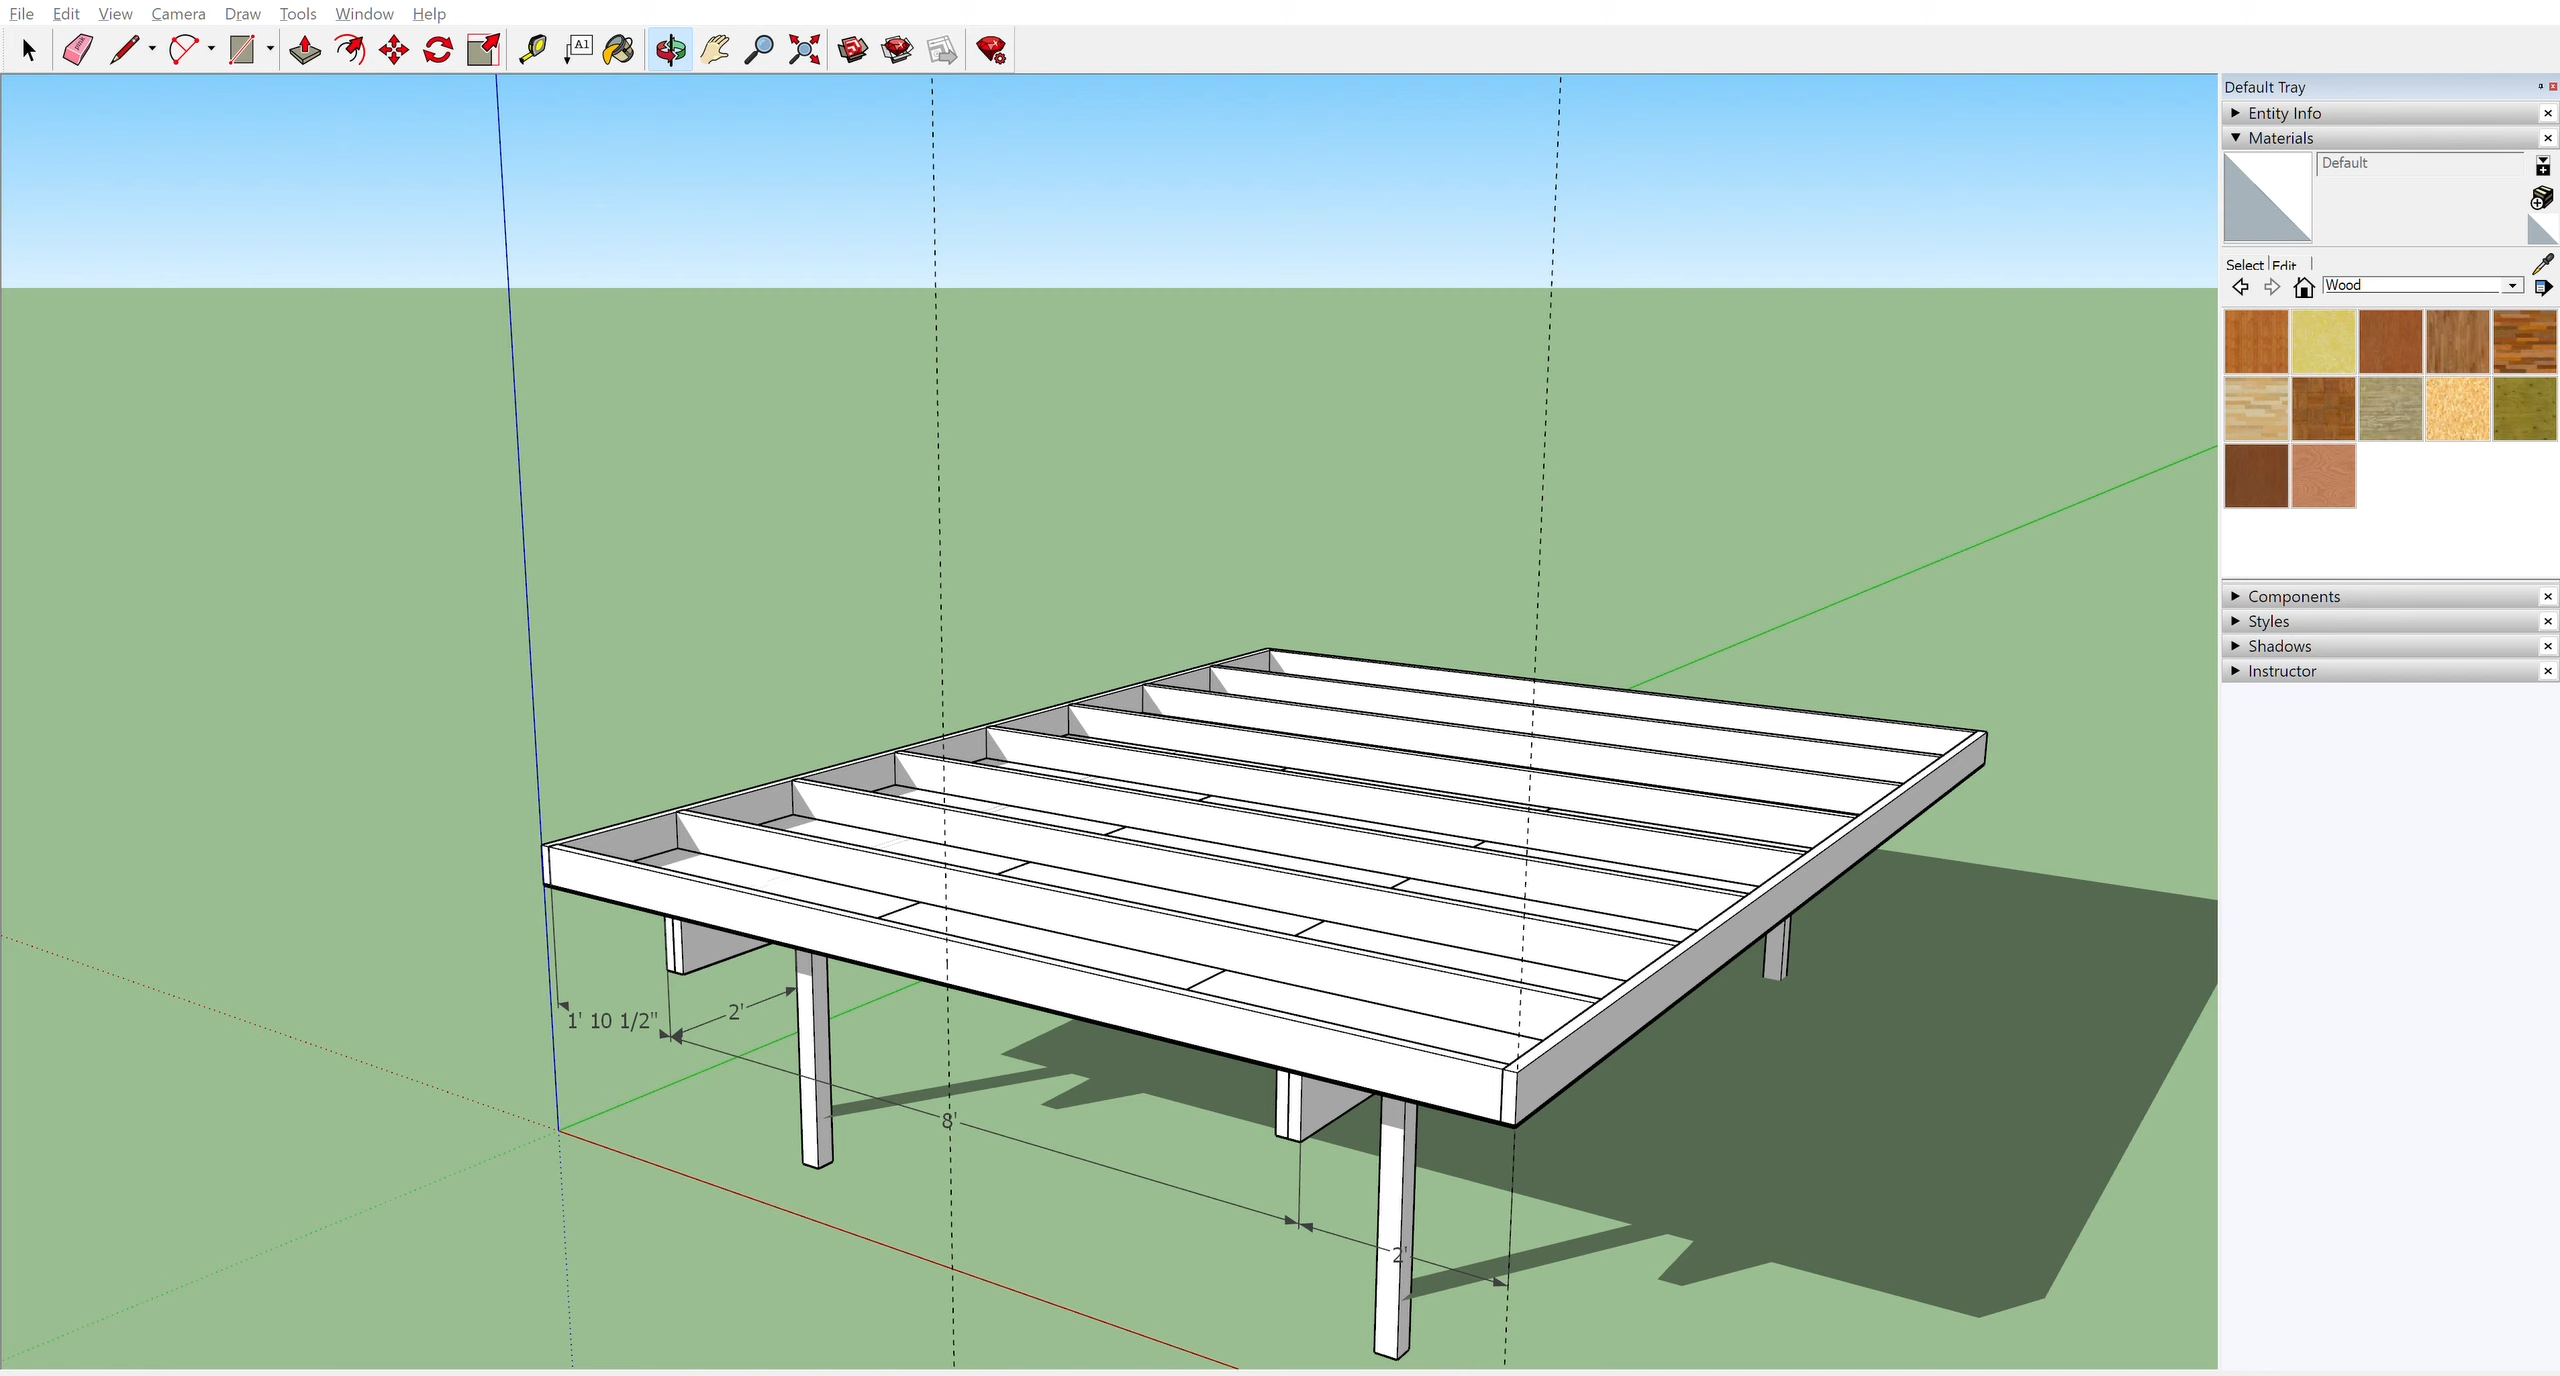 File Edit View Camera Draw Tools Window Help
A1
Default Tray
Entity Info
Materials
Default
Select Edit
Wood
Components
Styles
Shadows
Instructor
1' 10 1/2"
2'
8'
2'